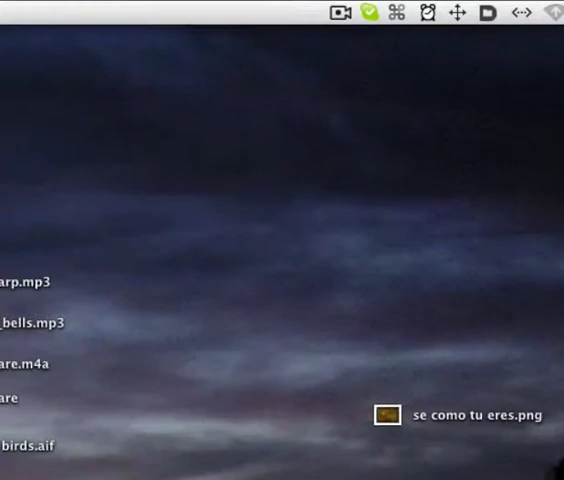 arp.mp3
_bells.mp3
are.m4a
are
birds.aif
se como tu eres.png